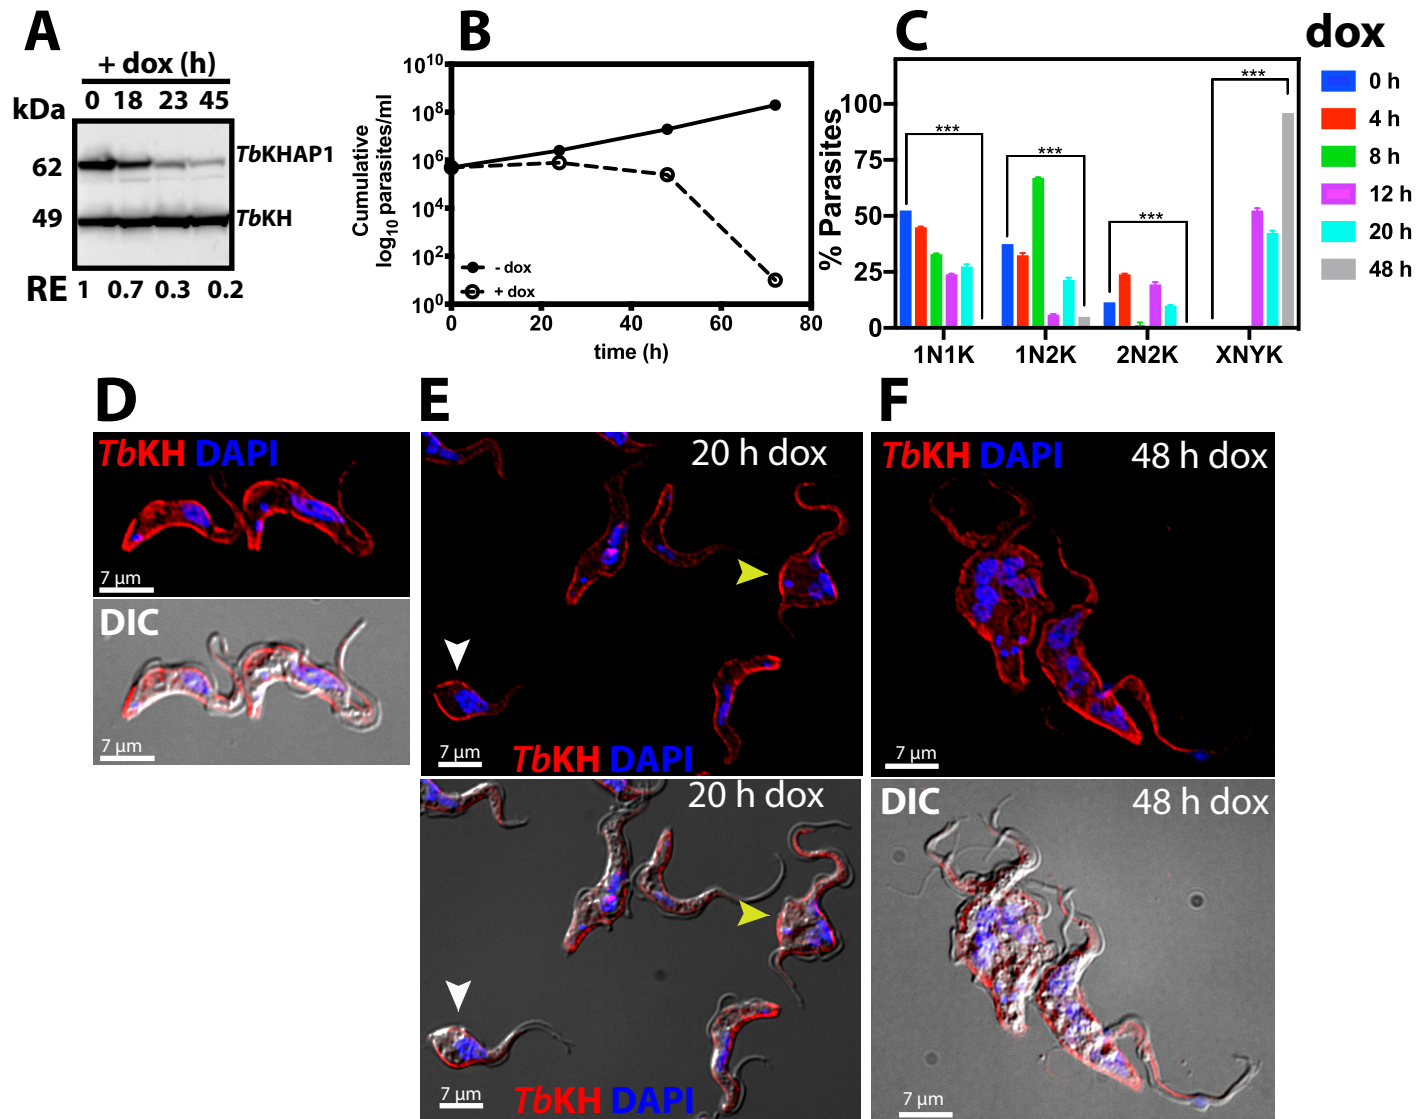 A
+ dox (h)
kDa 0 18 23 45
62 TbKHAP1
49 TbKH
RE 1 0.7 0.3 0.2
B
Cumulative
log10 parasites/ml
10^10
10^8
10^6
10^4
10^2
10^0
- dox
+ dox
0 20 40 60 80
time (h)
C
% Parasites
100
75
50
25
0
***
***
***
***
1N1K 1N2K 2N2K XNYK
dox
0 h
4 h
8 h
12 h
20 h
48 h
D
TbKH DAPI
7 µm
DIC
7 µm
E
20 h dox
7 µm
TbKH DAPI
20 h dox
7 µm
TbKH DAPI
F
TbKH DAPI 48 h dox
7 µm
DIC 48 h dox
7 µm